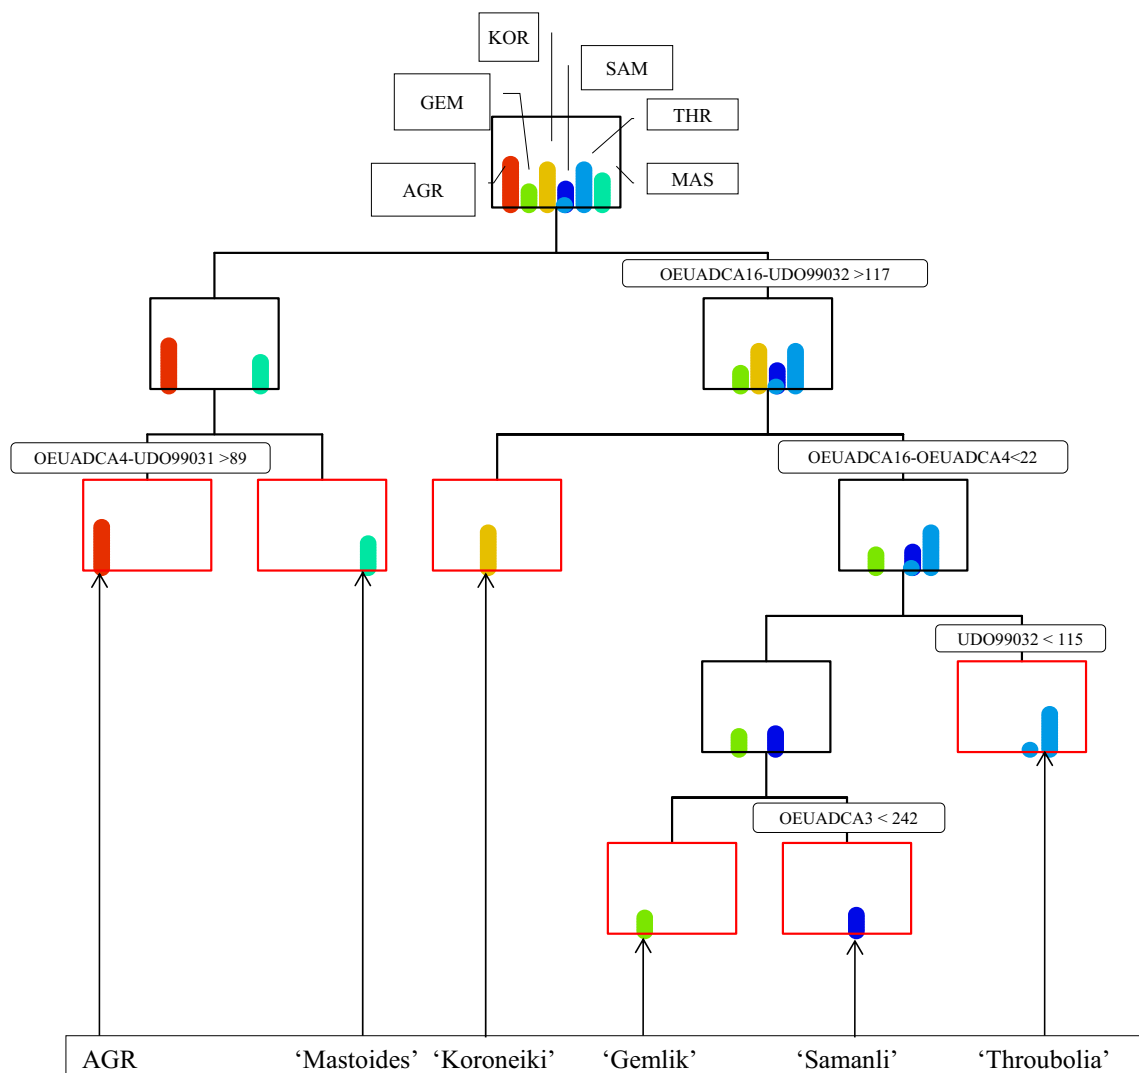 KOR
SAM
GEM
THR
AGR
MAS
OEUADCA16-UDO99032 >117
OEUADCA4-UDO99031 >89
OEUADCA16-OEUADCA4<22
UDO99032 < 115
OEUADCA3 < 242
AGR ‘Mastoides’ ‘Koroneiki’ ‘Gemlik’ ‘Samanli’ ‘Throubolia’